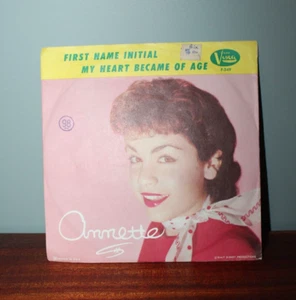 FIRST NAME INITIAL
MY HEART BECAME OF AGE
Vista
Annette